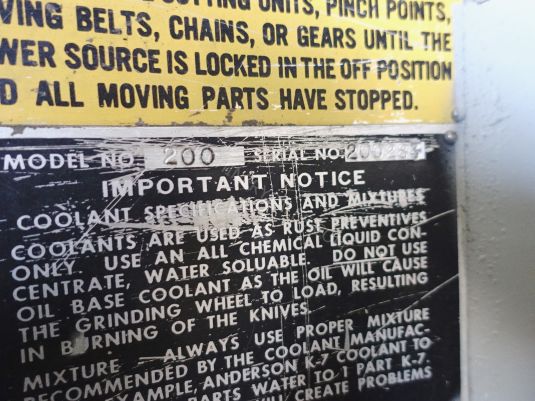 CUTTING UNITS, PINCH POINTS,
VING BELTS, CHAINS, OR GEARS UNTIL THE
WER SOURCE IS LOCKED IN THE OFF POSITION
D ALL MOVING PARTS HAVE STOPPED.
MODEL NO. 200 SERIAL NO.
IMPORTANT NOTICE
COOLANT SPECIFICATIONS AND MIXTURES
COOLANTS ARE USED AS RUST PREVENTIVES
ONLY. USE AN ALL CHEMICAL LIQUID CON-
CENTRATE, WATER SOLUABLE. DO NOT USE
OIL BASE COOLANT AS THE OIL WILL CAUSE
THE GRINDING WHEEL TO LOAD, RESULTING
IN BURNING OF THE KNIVES.
MIXTURE - ALWAYS USE PROPER MIXTURE
RECOMMENDED BY THE COOLANT MANUFAC-
EXAMPLE, ANDERSON K-7 COOLANT TO
PARTS WATER TO 1 PART K-7.
WILL CREATE PROBLEMS